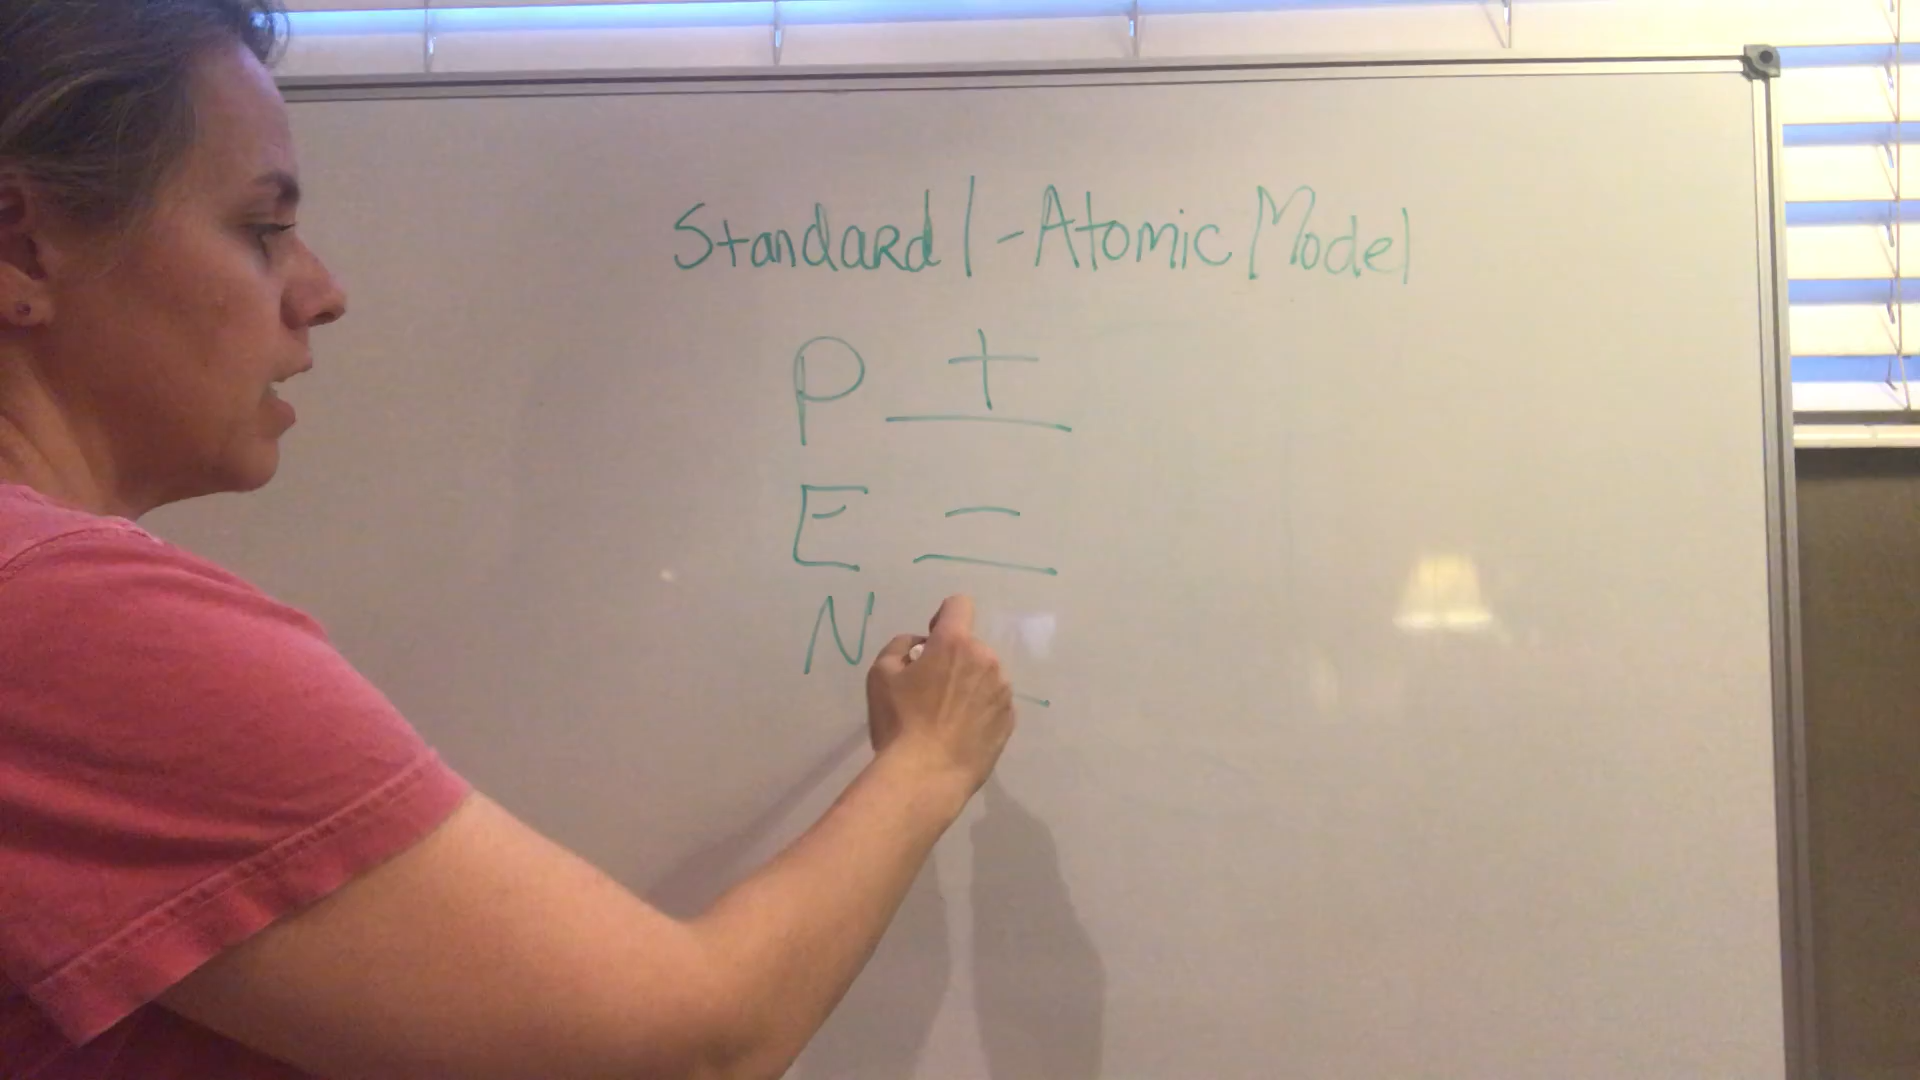 Standard 1 - Atomic Model
P +
E -
N